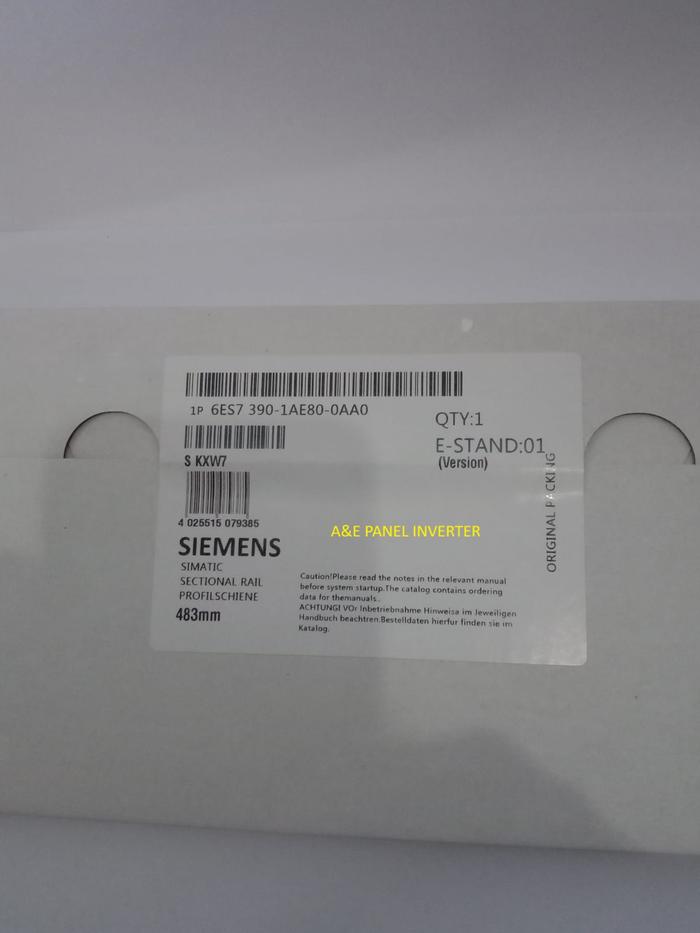 1P 6ES7 390-1AE80-0AA0
QTY:1
E-STAND:01
(Version)
S KXW7
4 025515 079385
ORIGINAL PACKING
A&E PANEL INVERTER
SIEMENS
SIMATIC
SECTIONAL RAIL
PROFILSCHIENE
483mm
Caution!Please read the notes in the relevant manual
before system startup.The catalog contains ordering
data for themanuals.
ACHTUNGI VOr Inbetriebnahme Hinweisa im Jeweiligen
Handbuch beachtren.Bestelldaten hierfur finden sie im
Katalog.